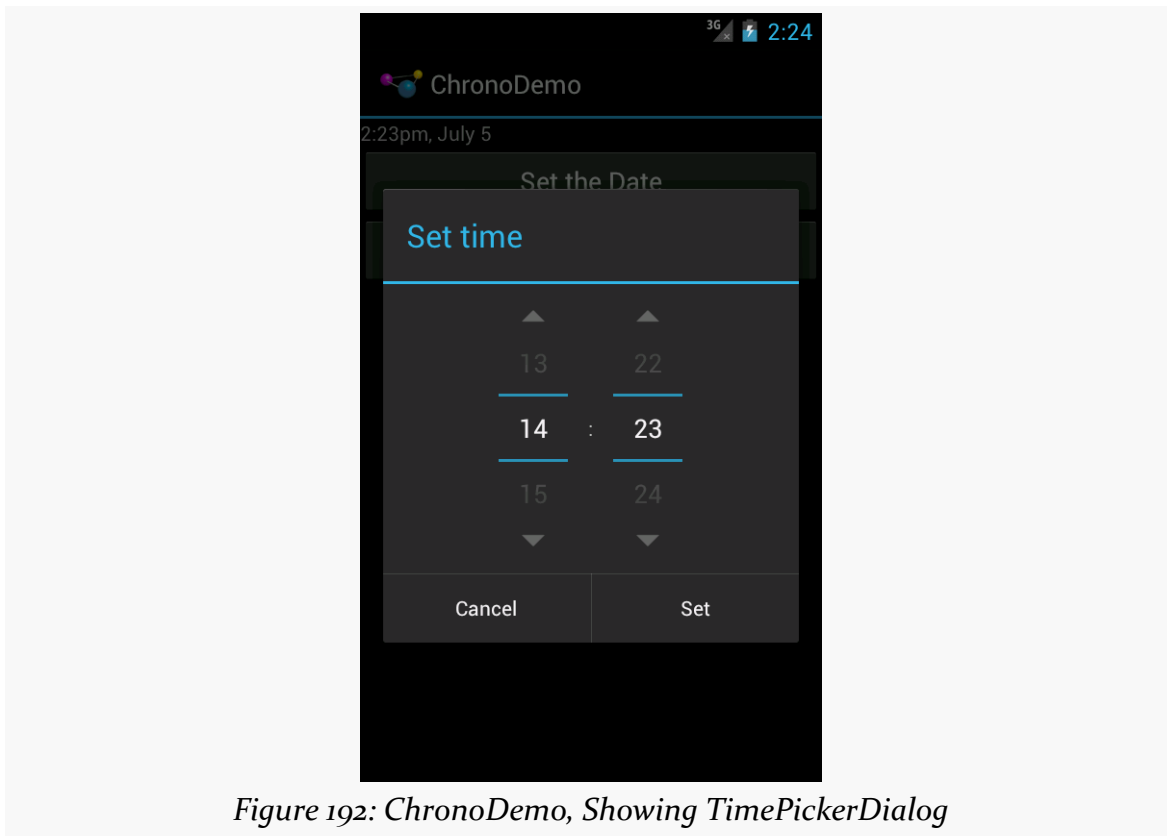 3G 2:24
ChronoDemo
2:23pm, July 5
Set the Date
Set time
13 22
14 : 23
15 24
Cancel Set
Figure 192: ChronoDemo, Showing TimePickerDialog